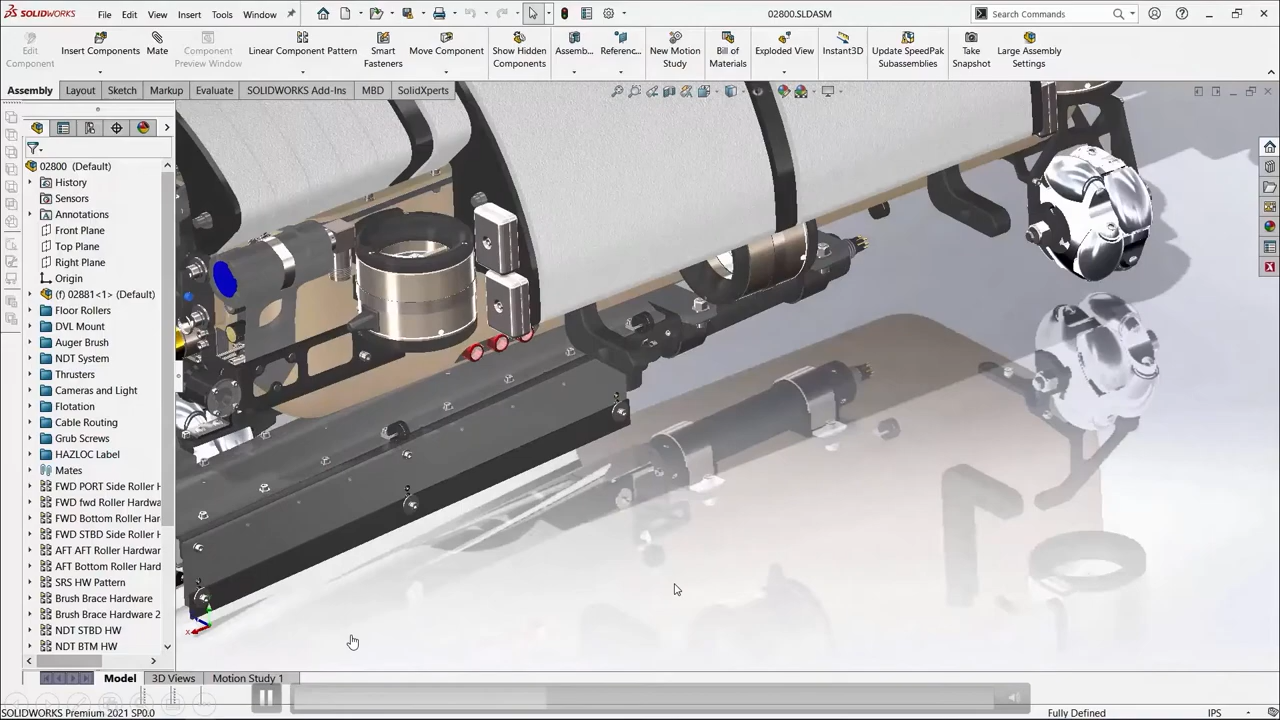 SOLIDWORKS File Edit View Insert Tools Window 02800.SLDASM Search Commands
Edit Component
Insert Components
Mate
Component Preview Window
Linear Component Pattern
Smart Fasteners
Move Component
Show Hidden Components
Assemb...
Referenc...
New Motion Study
Bill of Materials
Exploded View
Instant3D
Update SpeedPak Subassemblies
Take Snapshot
Large Assembly Settings
Assembly Layout Sketch Markup Evaluate SOLIDWORKS Add-Ins MBD SolidXperts
02800 (Default)
History
Sensors
Annotations
Front Plane
Top Plane
Right Plane
Origin
(f) 02881<1> (Default)
Floor Rollers
DVL Mount
Auger Brush
NDT System
Thrusters
Cameras and Light
Flotation
Cable Routing
Grub Screws
HAZLOC Label
Mates
FWD PORT Side Roller H
FWD fwd Roller Hardwa
FWD Bottom Roller Har
FWD STBD Side Roller H
AFT AFT Roller Hardware
AFT Bottom Roller Hard
SRS HW Pattern
Brush Brace Hardware
Brush Brace Hardware 2
NDT STBD HW
NDT BTM HW
x
Model 3D Views Motion Study 1
SOLIDWORKS Premium 2021 SP0.0 Fully Defined IPS